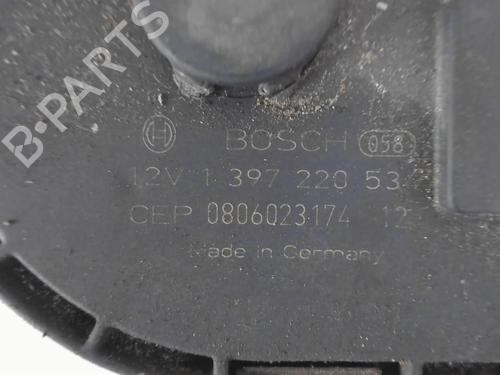 B-PARTS
BOSCH 058
12V 1 397 220 53
CEP 0806023174 12
Made in Germany